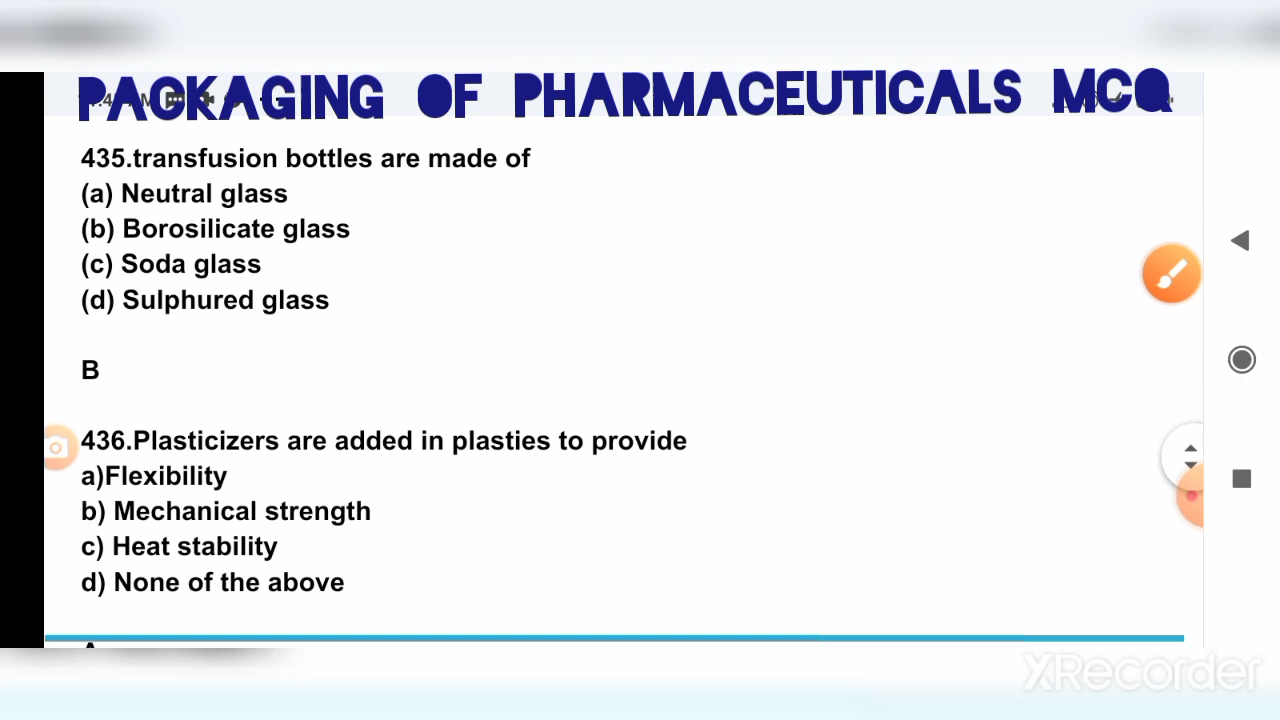 PACKAGING OF PHARMACEUTICALS MCQ
435.transfusion bottles are made of
(a) Neutral glass
(b) Borosilicate glass
(c) Soda glass
(d) Sulphured glass
B
436.Plasticizers are added in plasties to provide
a)Flexibility
b) Mechanical strength
c) Heat stability
d) None of the above
XRecorder